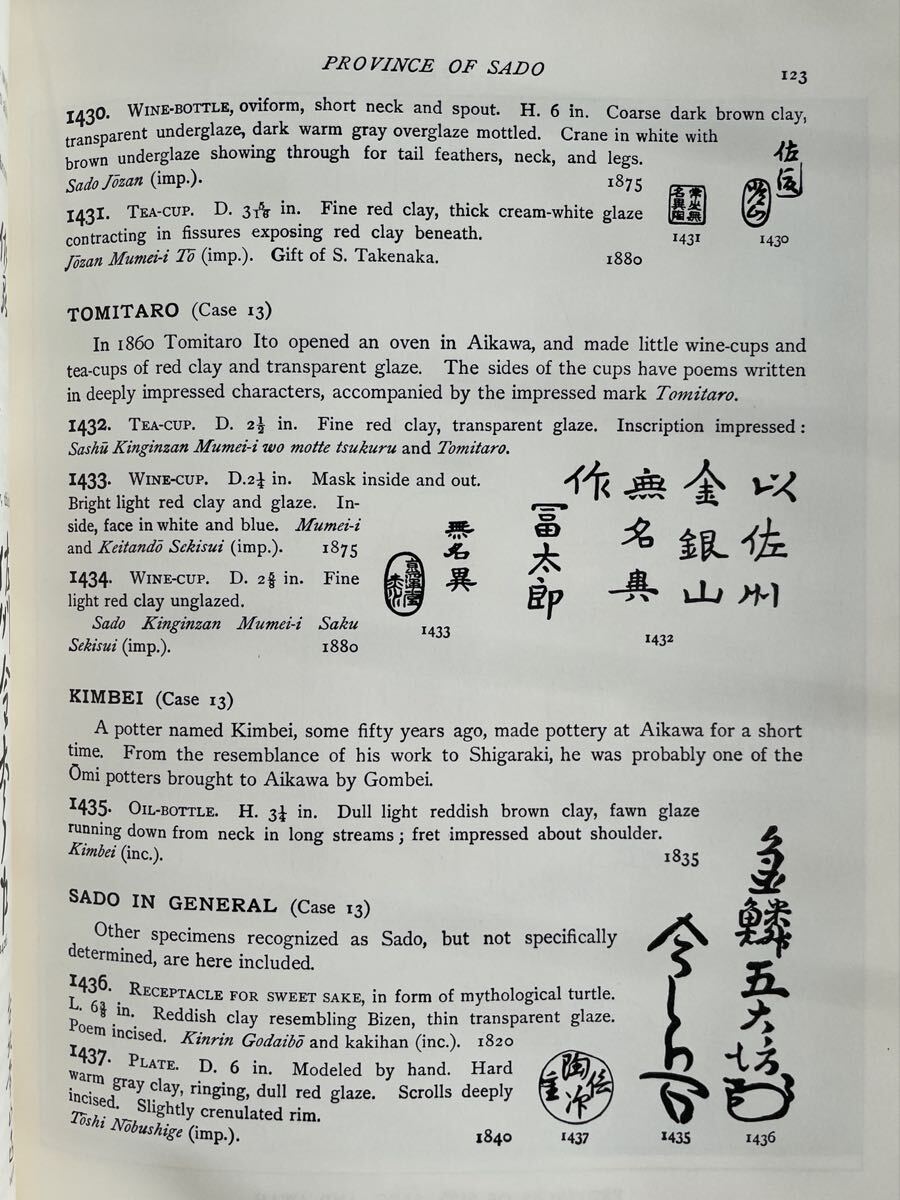 PROVINCE OF SADO
123
1430. WINE-BOTTLE, oviform, short neck and spout. H. 6 in. Coarse dark brown clay,
transparent underglaze, dark warm gray overglaze mottled. Crane in white with
brown underglaze showing through for tail feathers, neck, and legs.
Sado Jōzan (imp.). 1875
佐渡
1430
1431. TEA-CUP. D. 3 5/16 in. Fine red clay, thick cream-white glaze
contracting in fissures exposing red clay beneath.
Jōzan Mumei-i Tō (imp.). Gift of S. Takenaka. 1880
常山無
名異陶
1431
TOMITARO (Case 13)
In 1860 Tomitaro Ito opened an oven in Aikawa, and made little wine-cups and
tea-cups of red clay and transparent glaze. The sides of the cups have poems written
in deeply impressed characters, accompanied by the impressed mark Tomitaro.
1432. TEA-CUP. D. 2½ in. Fine red clay, transparent glaze. Inscription impressed:
Sashū Kinginzan Mumei-i wo motte tsukuru and Tomitaro.
1433. WINE-CUP. D.2¼ in. Mask inside and out.
Bright light red clay and glaze. In-
side, face in white and blue. Mumei-i
and Keitandō Sekisui (imp.). 1875
1434. WINE-CUP. D. 2⅜ in. Fine
light red clay unglazed.
Sado Kinginzan Mumei-i Saku
Sekisui (imp.). 1880
以佐州
金銀山
無名異
作
冨太郎
1432
無名異
1433
KIMBEI (Case 13)
A potter named Kimbei, some fifty years ago, made pottery at Aikawa for a short
time. From the resemblance of his work to Shigaraki, he was probably one of the
Ōmi potters brought to Aikawa by Gombei.
1435. OIL-BOTTLE. H. 3¼ in. Dull light reddish brown clay, fawn glaze
running down from neck in long streams; fret impressed about shoulder.
Kimbei (inc.). 1835
SADO IN GENERAL (Case 13)
Other specimens recognized as Sado, but not specifically
determined, are here included.
1436. RECEPTACLE FOR SWEET SAKE, in form of mythological turtle.
L. 6⅜ in. Reddish clay resembling Bizen, thin transparent glaze.
Poem incised. Kinrin Godaibō and kakihan (inc.). 1820
1437. PLATE. D. 6 in. Modeled by hand. Hard
warm gray clay, ringing, dull red glaze. Scrolls deeply
incised. Slightly crenulated rim.
Tōshi Nobushige (imp.). 1840
1437
1435
金鱗五大坊
1436